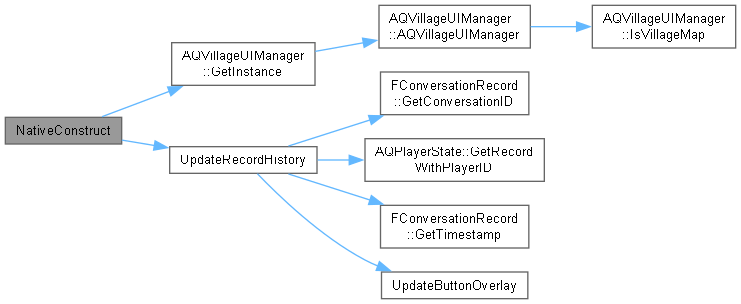 NativeConstruct
AQVillageUIManager
::GetInstance
AQVillageUIManager
::AQVillageUIManager
AQVillageUIManager
::IsVillageMap
UpdateRecordHistory
FConversationRecord
::GetConversationID
AQPlayerState::GetRecord
WithPlayerID
FConversationRecord
::GetTimestamp
UpdateButtonOverlay